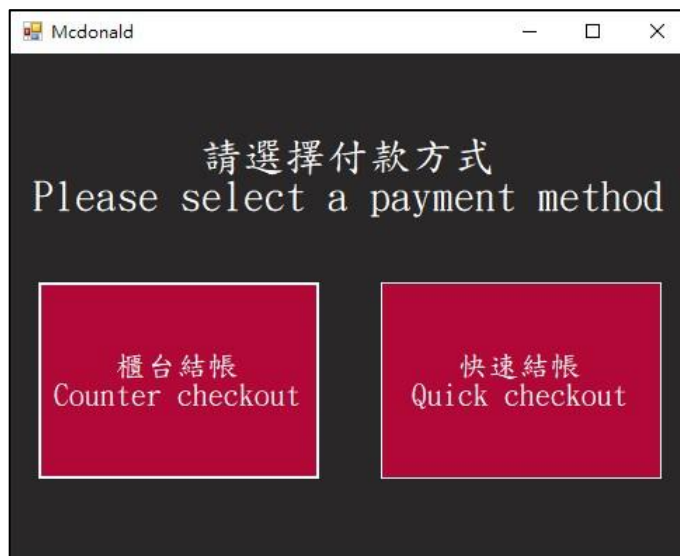 Mcdonald
請選擇付款方式
Please select a payment method
櫃台結帳
Counter checkout
快速結帳
Quick checkout